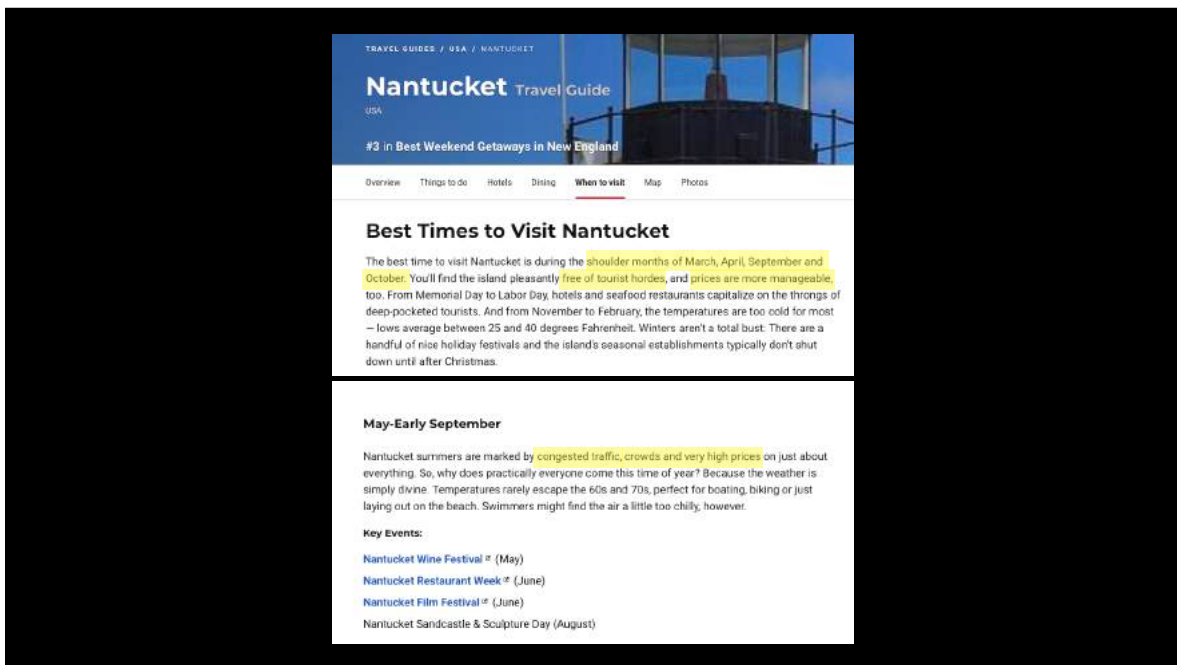 TRAVEL GUIDES / USA / NANTUCKET
Nantucket Travel Guide
USA
#3 in Best Weekend Getaways in New England
Overview Things to do Hotels Dining When to visit Map Photos
Best Times to Visit Nantucket
The best time to visit Nantucket is during the shoulder months of March, April, September and
October. You'll find the island pleasantly free of tourist hordes, and prices are more manageable,
too. From Memorial Day to Labor Day, hotels and seafood restaurants capitalize on the throngs of
deep-pocketed tourists. And from November to February, the temperatures are too cold for most
— lows average between 25 and 40 degrees Fahrenheit. Winters aren't a total bust: There are a
handful of nice holiday festivals and the island's seasonal establishments typically don't shut
down until after Christmas.
May-Early September
Nantucket summers are marked by congested traffic, crowds and very high prices on just about
everything. So, why does practically everyone come this time of year? Because the weather is
simply divine. Temperatures rarely escape the 60s and 70s, perfect for boating, biking or just
laying out on the beach. Swimmers might find the air a little too chilly, however.
Key Events:
Nantucket Wine Festival (May)
Nantucket Restaurant Week (June)
Nantucket Film Festival (June)
Nantucket Sandcastle & Sculpture Day (August)